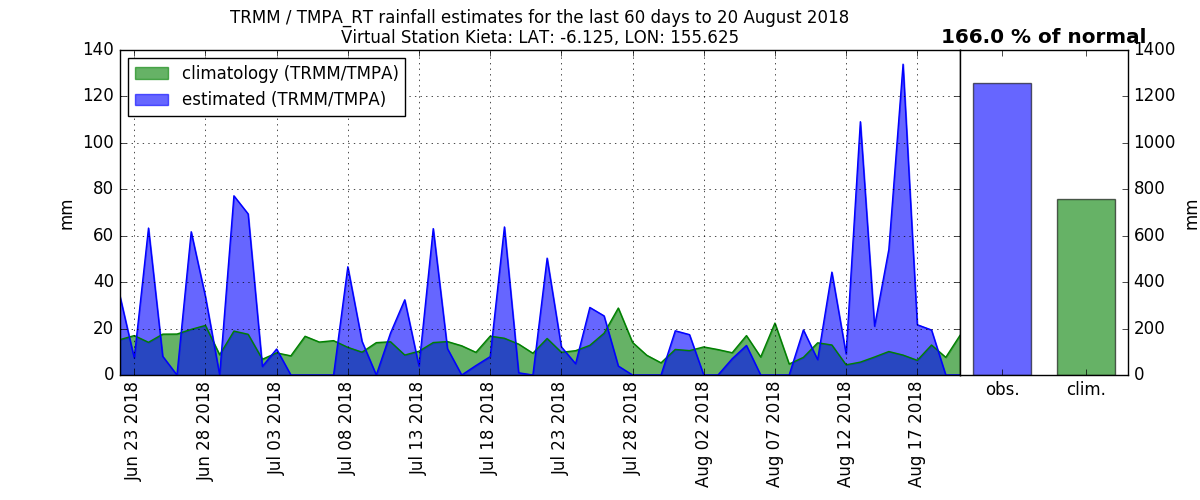 TRMM / TMPA_RT rainfall estimates for the last 60 days to 20 August 2018
Virtual Station Kieta: LAT: -6.125, LON: 155.625
166.0 % of normal
climatology (TRMM/TMPA)
estimated (TRMM/TMPA)
mm
140
120
100
80
60
40
20
0
Jun 23 2018
Jun 28 2018
Jul 03 2018
Jul 08 2018
Jul 13 2018
Jul 18 2018
Jul 23 2018
Jul 28 2018
Aug 02 2018
Aug 07 2018
Aug 12 2018
Aug 17 2018
1400
1200
1000
800
600
400
200
0
mm
obs.
clim.